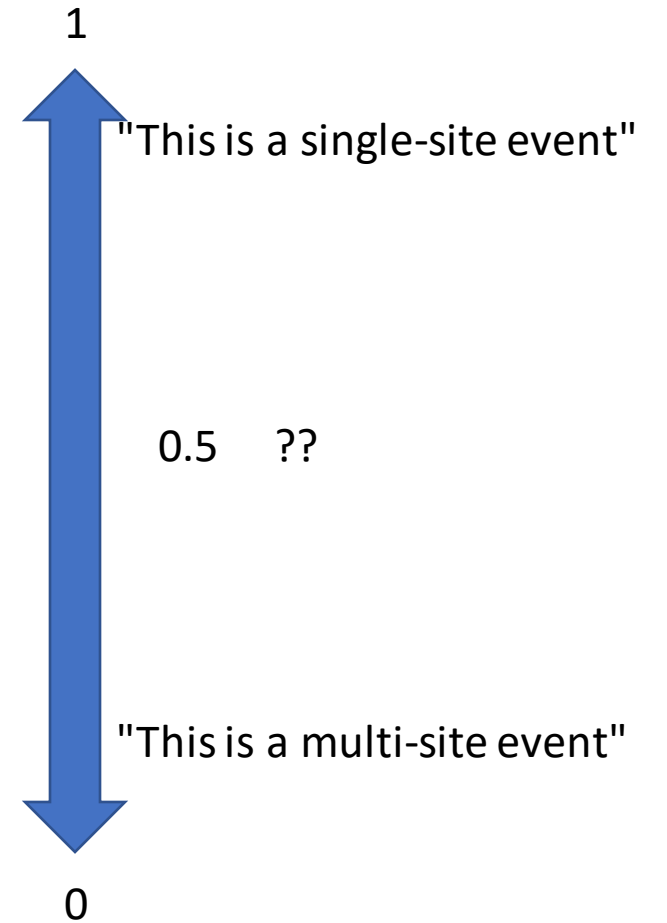 1
"This is a single-site event"
0.5 ??
"This is a multi-site event"
0